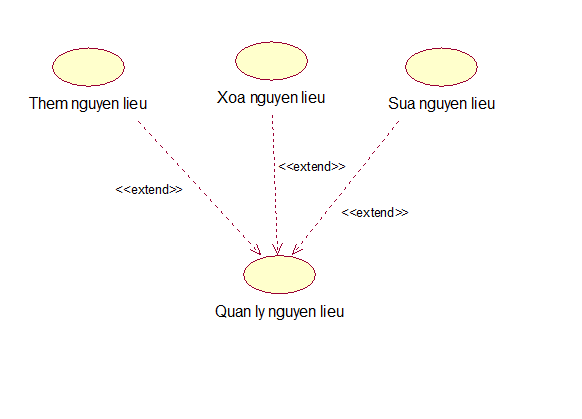 Them nguyen lieu
Xoa nguyen lieu
Sua nguyen lieu
<<extend>>
<<extend>>
<<extend>>
Quan ly nguyen lieu